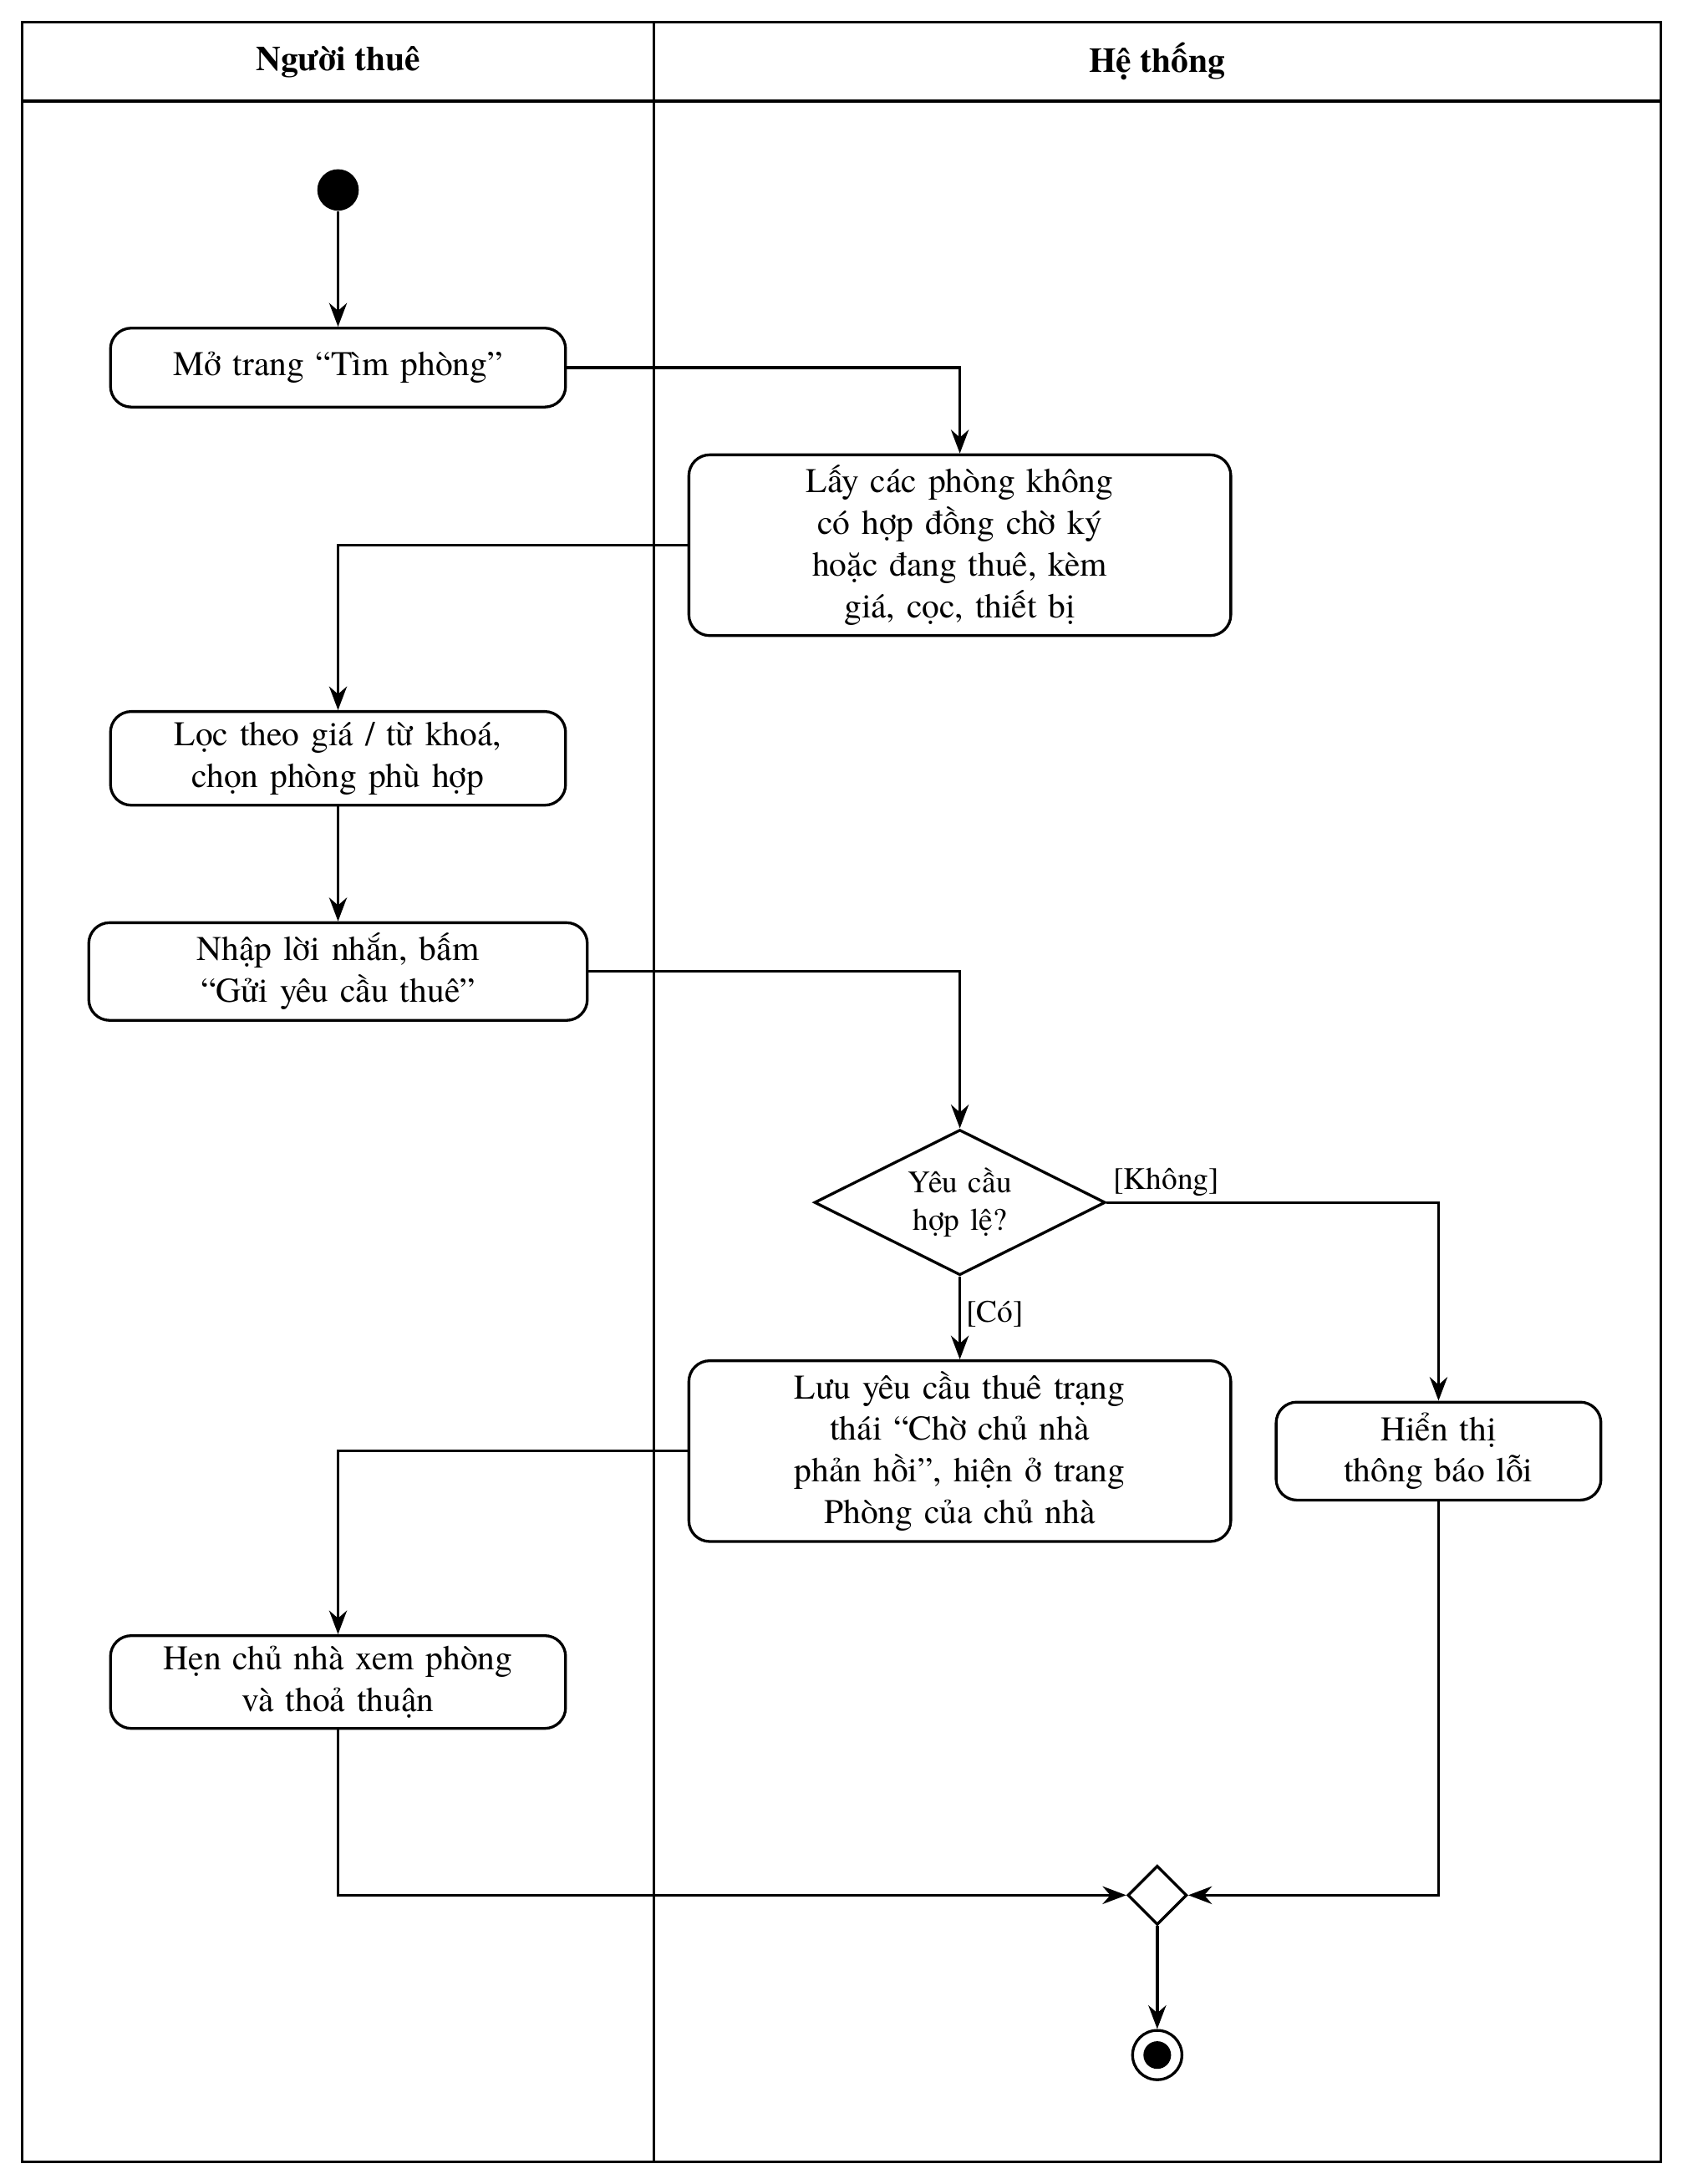 Người thuê
Hệ thống
Mở trang “Tìm phòng”
Lấy các phòng không
có hợp đồng chờ ký
hoặc đang thuê, kèm
giá, cọc, thiết bị
Lọc theo giá / từ khoá,
chọn phòng phù hợp
Nhập lời nhắn, bấm
“Gửi yêu cầu thuê”
Yêu cầu
hợp lệ?
[Không]
[Có]
Lưu yêu cầu thuê trạng
thái “Chờ chủ nhà
phản hồi”, hiện ở trang
Phòng của chủ nhà
Hiển thị
thông báo lỗi
Hẹn chủ nhà xem phòng
và thoả thuận